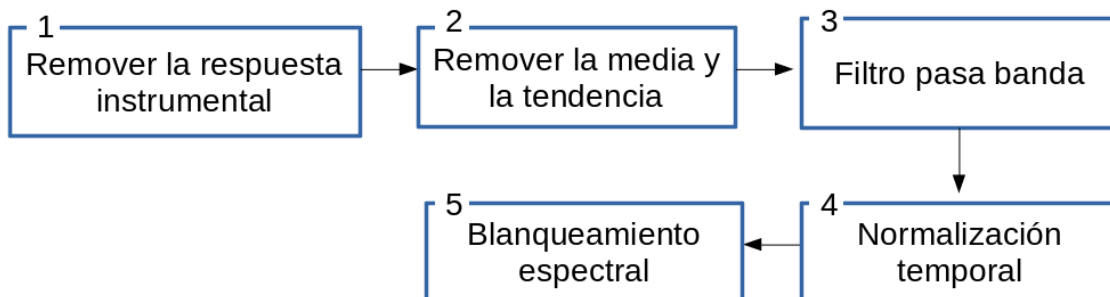 1
Remover la respuesta
instrumental
2
Remover la media y
la tendencia
3
Filtro pasa banda
4
Normalización
temporal
5
Blanqueamiento
espectral